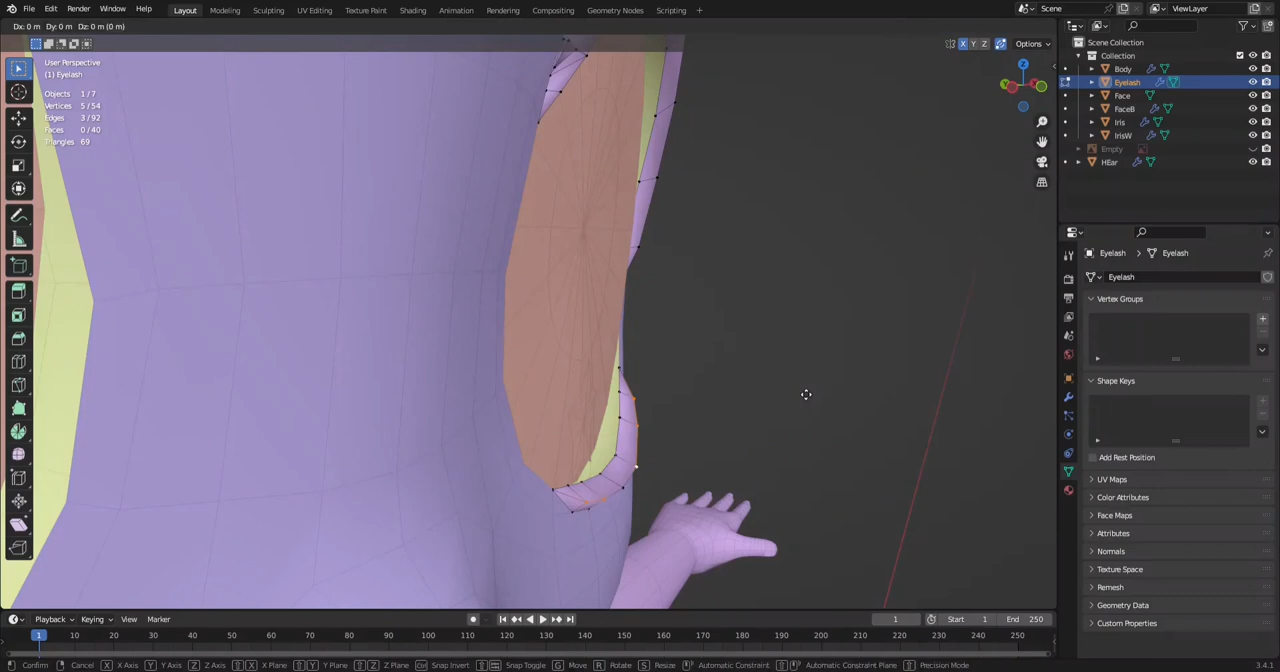 File Edit Render Window Help Layout Modeling Sculpting UV Editing Texture Paint Shading Animation Rendering Compositing Geometry Nodes Scripting + Scene ViewLayer
Dx: 0 m Dy: 0 m Dz: 0 m (0 m)
X Y Z Options
User Perspective
(1) Eyelash
Objects 1/7
Vertices 5/54
Edges 3/92
Faces 0/40
Triangles 69
Z
Scene Collection
Collection
Body
Eyelash
Face
FaceB
Iris
IrisW
Empty
HEar
Eyelash > Eyelash
Eyelash
Vertex Groups
Shape Keys
Add Rest Position
UV Maps
Color Attributes
Face Maps
Attributes
Normals
Texture Space
Remesh
Geometry Data
Custom Properties
Playback Keying View Marker 1 Start 1 End 250
1 10 20 30 40 50 60 70 80 90 100 110 120 130 140 150 160 170 180 190 200 210 220 230 240 250
Confirm Cancel X X Axis Y Y Axis Z Z Axis X X Plane Y Y Plane Z Z Plane Ctrl Snap Invert Snap Toggle G Move R Rotate S Resize Automatic Constraint Automatic Constraint Plane Precision Mode 3.4.1